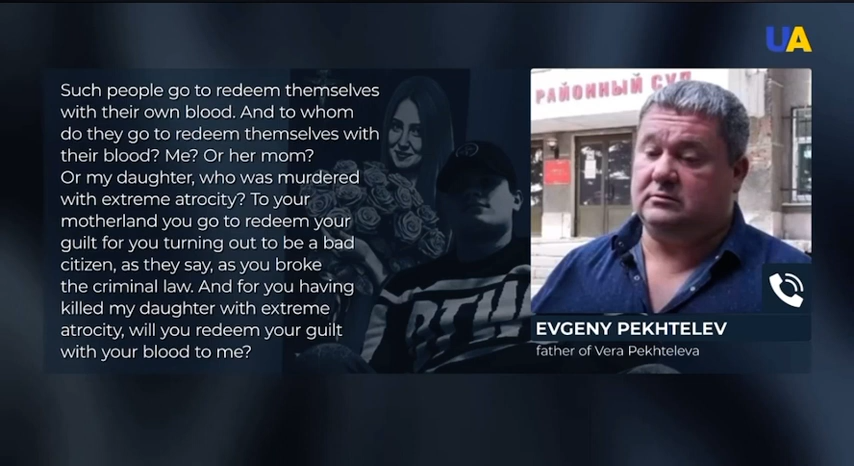 UA
Such people go to redeem themselves
with their own blood. And to whom
do they go to redeem themselves with
their blood? Me? Or her mom?
Or my daughter, who was murdered
with extreme atrocity? To your
motherland you go to redeem your
guilt for you turning out to be a bad
citizen, as they say, as you broke
the criminal law. And for you having
killed my daughter with extreme
atrocity, will you redeem your guilt
with your blood to me?
РАЙОННЫЙ СУД
EVGENY PEKHTELEV
father of Vera Pekhteleva